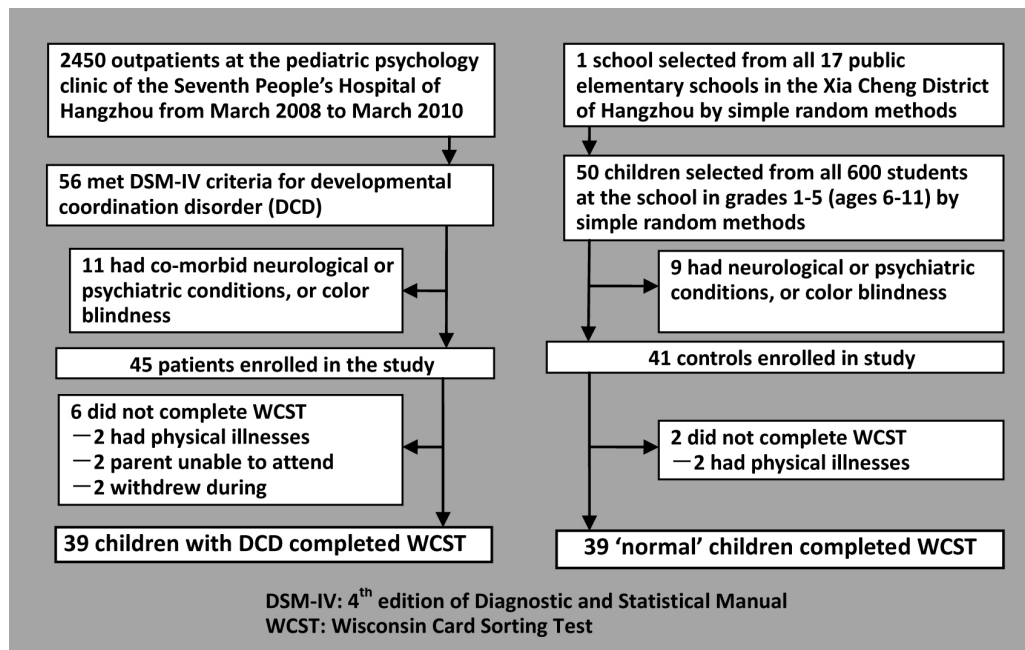 2450 outpatients at the pediatric psychology
clinic of the Seventh People’s Hospital of
Hangzhou from March 2008 to March 2010
56 met DSM-IV criteria for developmental
coordination disorder (DCD)
11 had co-morbid neurological or
psychiatric conditions, or color
blindness
45 patients enrolled in the study
6 did not complete WCST
—2 had physical illnesses
—2 parent unable to attend
—2 withdrew during
39 children with DCD completed WCST
1 school selected from all 17 public
elementary schools in the Xia Cheng District
of Hangzhou by simple random methods
50 children selected from all 600 students
at the school in grades 1-5 (ages 6-11) by
simple random methods
9 had neurological or psychiatric
conditions, or color blindness
41 controls enrolled in study
2 did not complete WCST
—2 had physical illnesses
39 ‘normal’ children completed WCST
DSM-IV: 4th edition of Diagnostic and Statistical Manual
WCST: Wisconsin Card Sorting Test